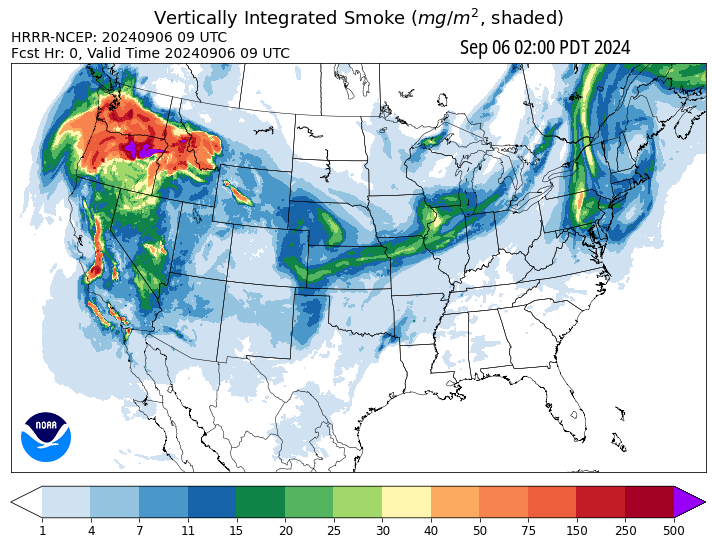 Vertically Integrated Smoke (mg/m², shaded)
HRRR-NCEP: 20240906 09 UTC
Fcst Hr: 0, Valid Time 20240906 09 UTC
Sep 06 02:00 PDT 2024
NOAA
1 4 7 11 15 20 25 30 40 50 75 150 250 500